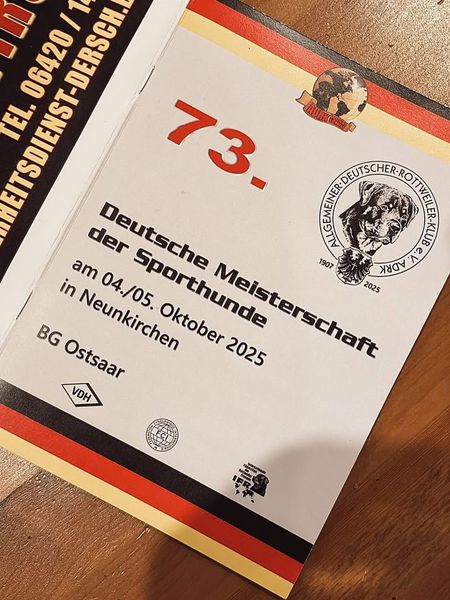 TEL. 06420 / 14
HEITSDIENST-DERSCH.
73.
ALLGEMEINER-DEUTSCHER-ROTTWEILER-KLUB e.V. ADRK
1907 2025
Deutsche Meisterschaft
der Sporthunde
am 04./05. Oktober 2025
in Neunkirchen
BG Ostsaar
VDH
FCI
IFR